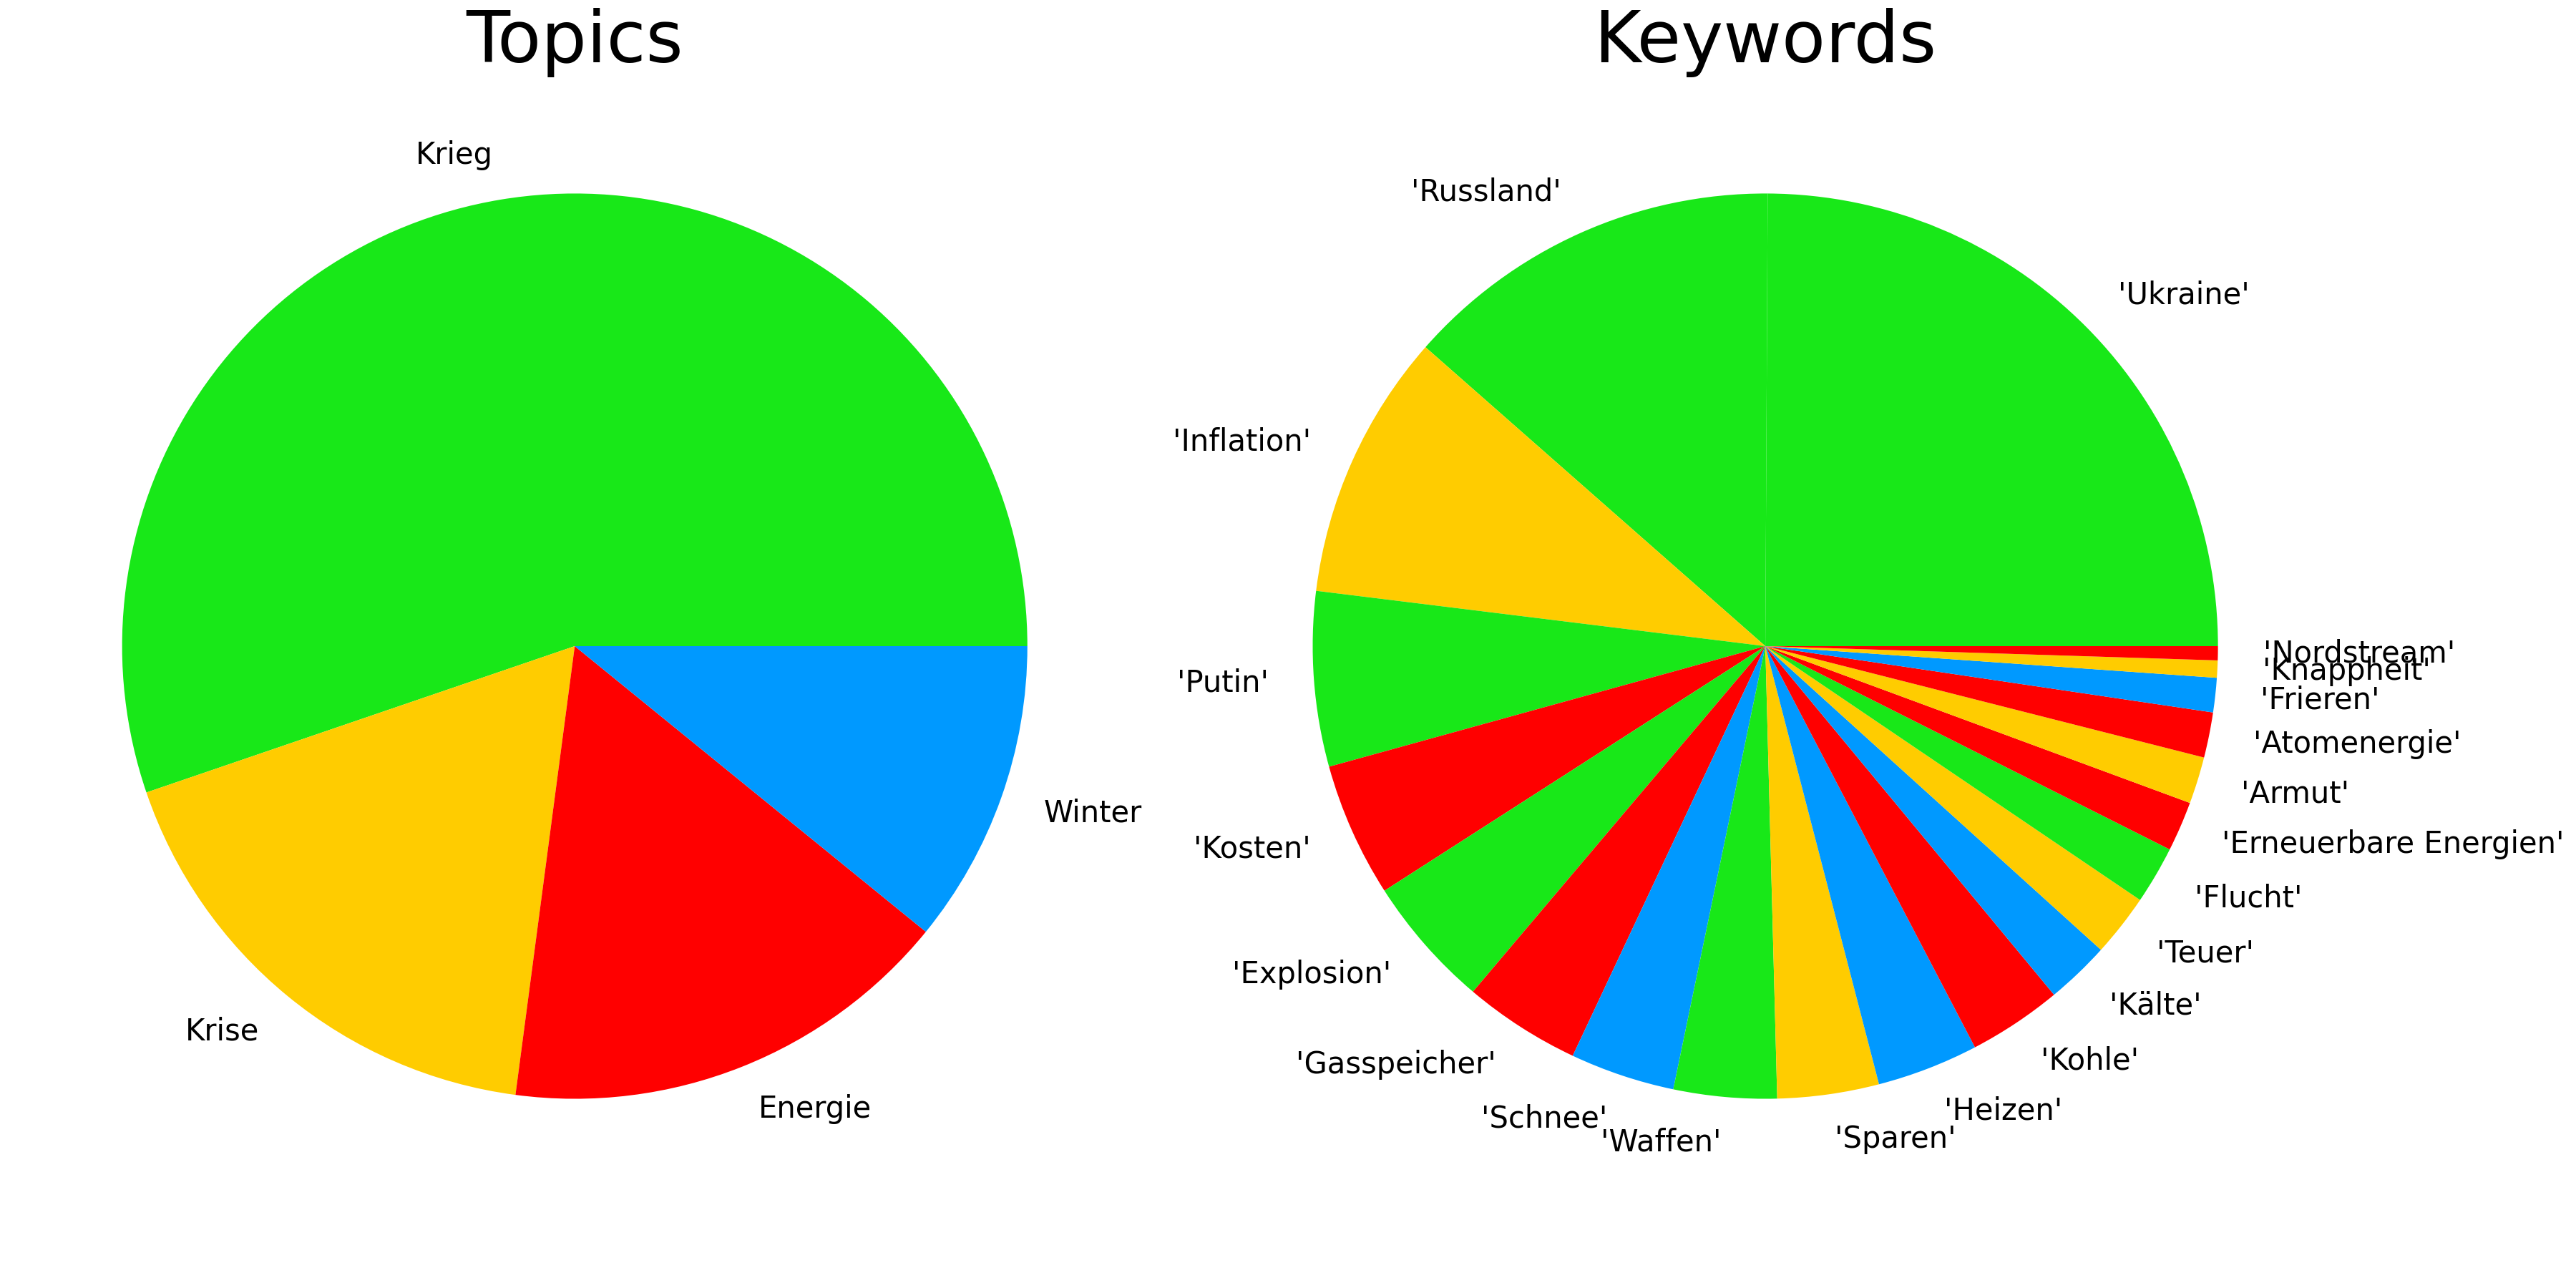 Topics
Krieg
Krise
Energie
Winter
Keywords
'Ukraine'
'Russland'
'Inflation'
'Putin'
'Kosten'
'Explosion'
'Gasspeicher'
'Schnee'
'Waffen'
'Sparen'
'Heizen'
'Kohle'
'Kälte'
'Teuer'
'Flucht'
'Erneuerbare Energien'
'Armut'
'Atomenergie'
'Frieren'
'Knappheit'
'Nordstream'